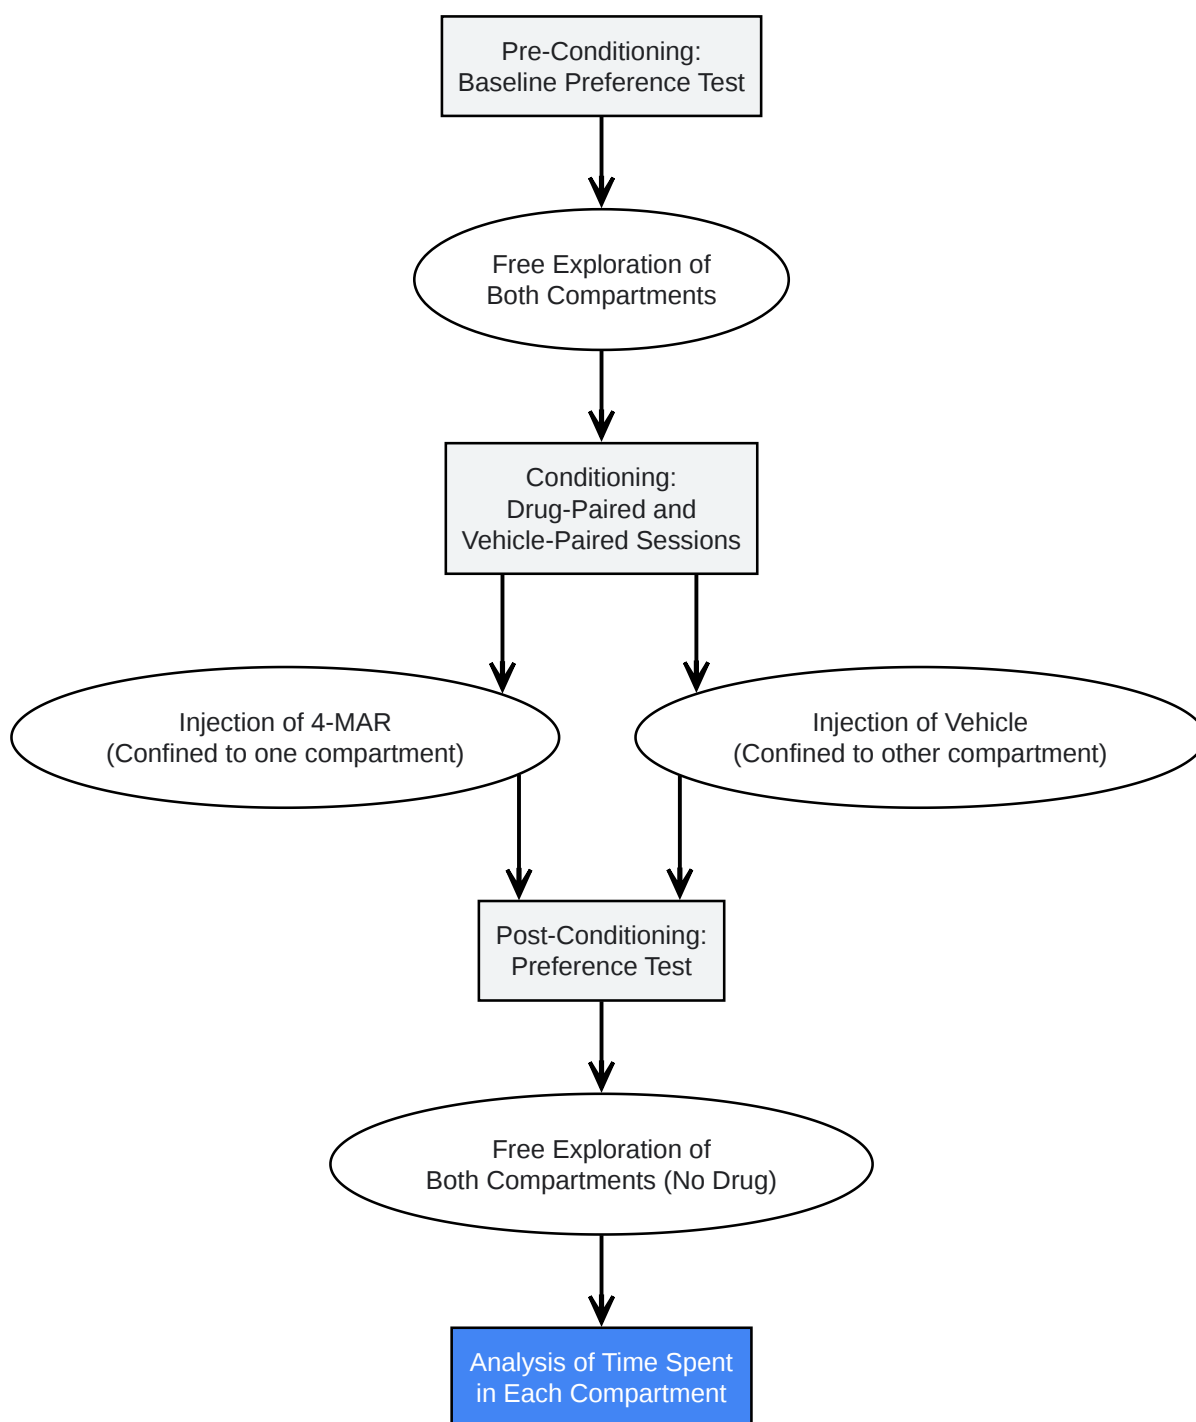 Pre-Conditioning:
Baseline Preference Test
Free Exploration of
Both Compartments
Conditioning:
Drug-Paired and
Vehicle-Paired Sessions
Injection of 4-MAR
(Confined to one compartment)
Injection of Vehicle
(Confined to other compartment)
Post-Conditioning:
Preference Test
Free Exploration of
Both Compartments (No Drug)
Analysis of Time Spent
in Each Compartment